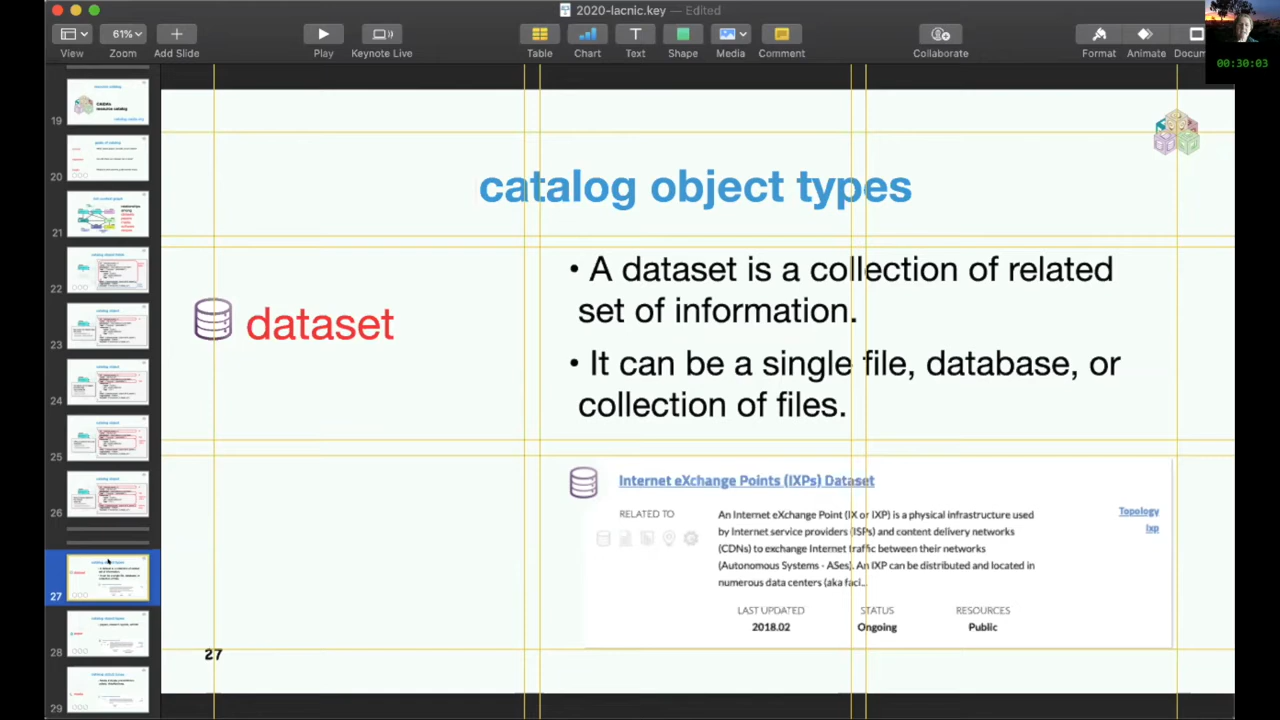 2020-lacnic.key — Edited
61%
View
Zoom
Add Slide
Play
Keynote Live
Table
Chart
Text
Shape
Media
Comment
Collaborate
Format
Animate
00:30:03
19
20
21
22
23
24
25
26
27
28
29
catalog object types
dataset
• A dataset is a collection of related
set of information.
• It can be a single file, database, or
collection of files.
Internet eXchange Points (IXPs) Dataset
RELATED TO
An Internet eXchange Point (IX or IXP) is a physical infrastructure used
by Internet service providers (ISPs) and content delivery networks
(CDNs) to exchange Internet traffic between their networks
(Autonomous Systems - ASes). An IXP can be distributed and located in
numerous data centers (aka faci...
Topology
Ixp
LAST UPDATED
2018.02
STATUS
Ongoing
RESOURCES
Public
27